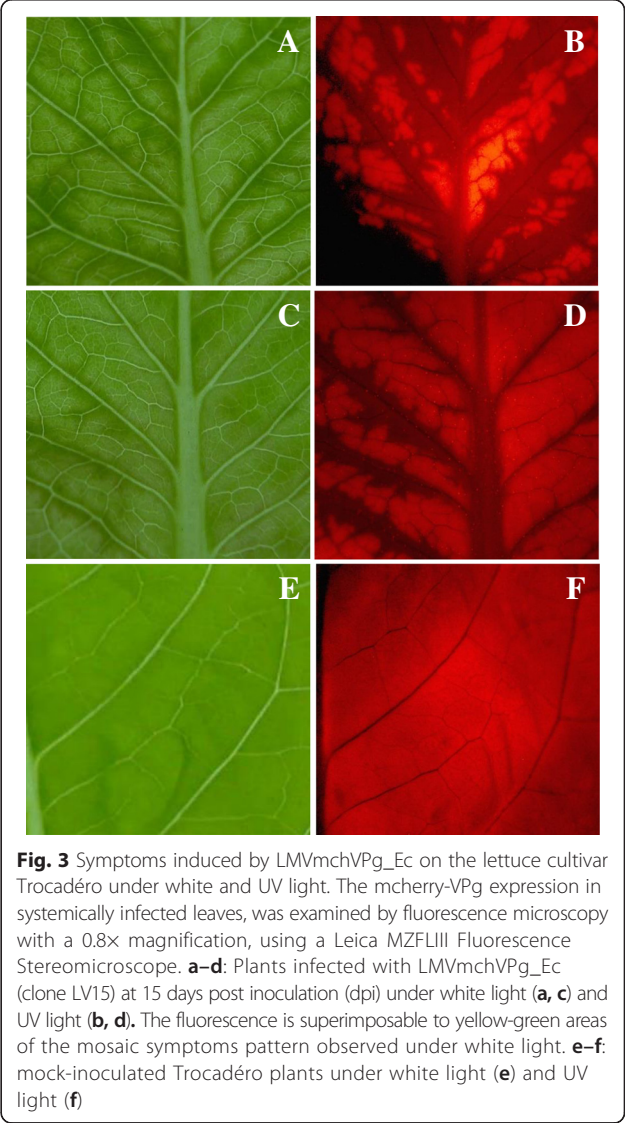 A
B
C
D
E
F
Fig. 3 Symptoms induced by LMVmchVPg_Ec on the lettuce cultivar
Trocadéro under white and UV light. The mcherry-VPg expression in
systemically infected leaves, was examined by fluorescence microscopy
with a 0.8× magnification, using a Leica MZFLIII Fluorescence
Stereomicroscope. a–d: Plants infected with LMVmchVPg_Ec
(clone LV15) at 15 days post inoculation (dpi) under white light (a, c) and
UV light (b, d). The fluorescence is superimposable to yellow-green areas
of the mosaic symptoms pattern observed under white light. e–f:
mock-inoculated Trocadéro plants under white light (e) and UV
light (f)